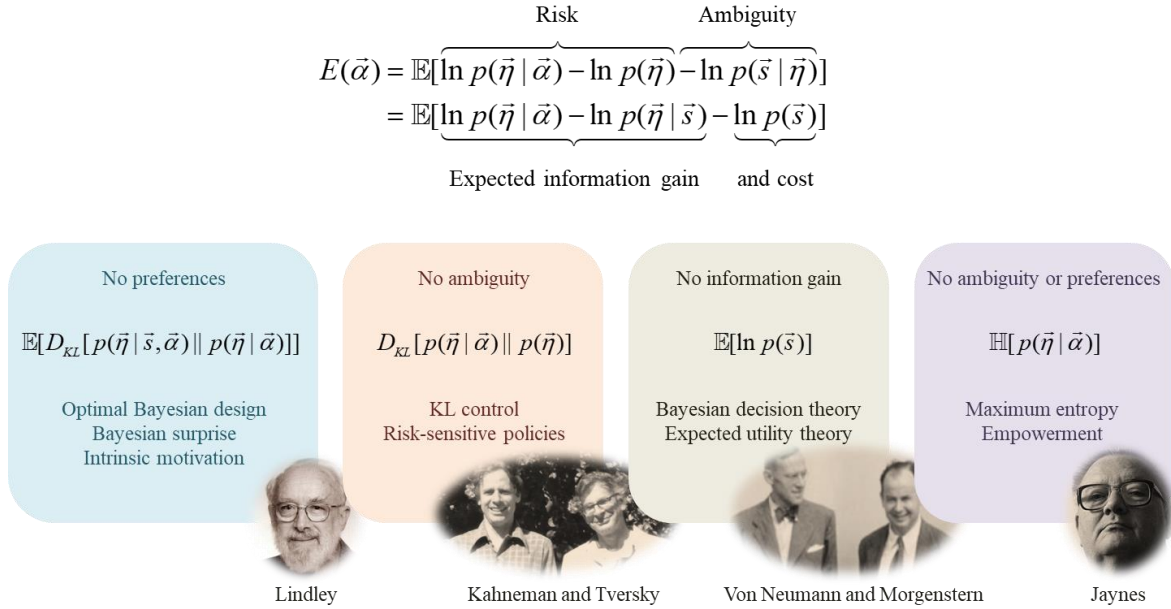 Risk Ambiguity
E(α⃗) = 𝔼[ln p(η⃗ | α⃗) − ln p(η⃗) − ln p(s⃗ | η⃗)]
= 𝔼[ln p(η⃗ | α⃗) − ln p(η⃗ | s⃗) − ln p(s⃗)]
Expected information gain and cost
No preferences
𝔼[D_KL[p(η⃗ | s⃗, α⃗) || p(η⃗ | α⃗)]]
Optimal Bayesian design
Bayesian surprise
Intrinsic motivation
Lindley
No ambiguity
D_KL[p(η⃗ | α⃗) || p(η⃗)]
KL control
Risk-sensitive policies
Kahneman and Tversky
No information gain
𝔼[ln p(s⃗)]
Bayesian decision theory
Expected utility theory
Von Neumann and Morgenstern
No ambiguity or preferences
ℍ[p(η⃗ | α⃗)]
Maximum entropy
Empowerment
Jaynes